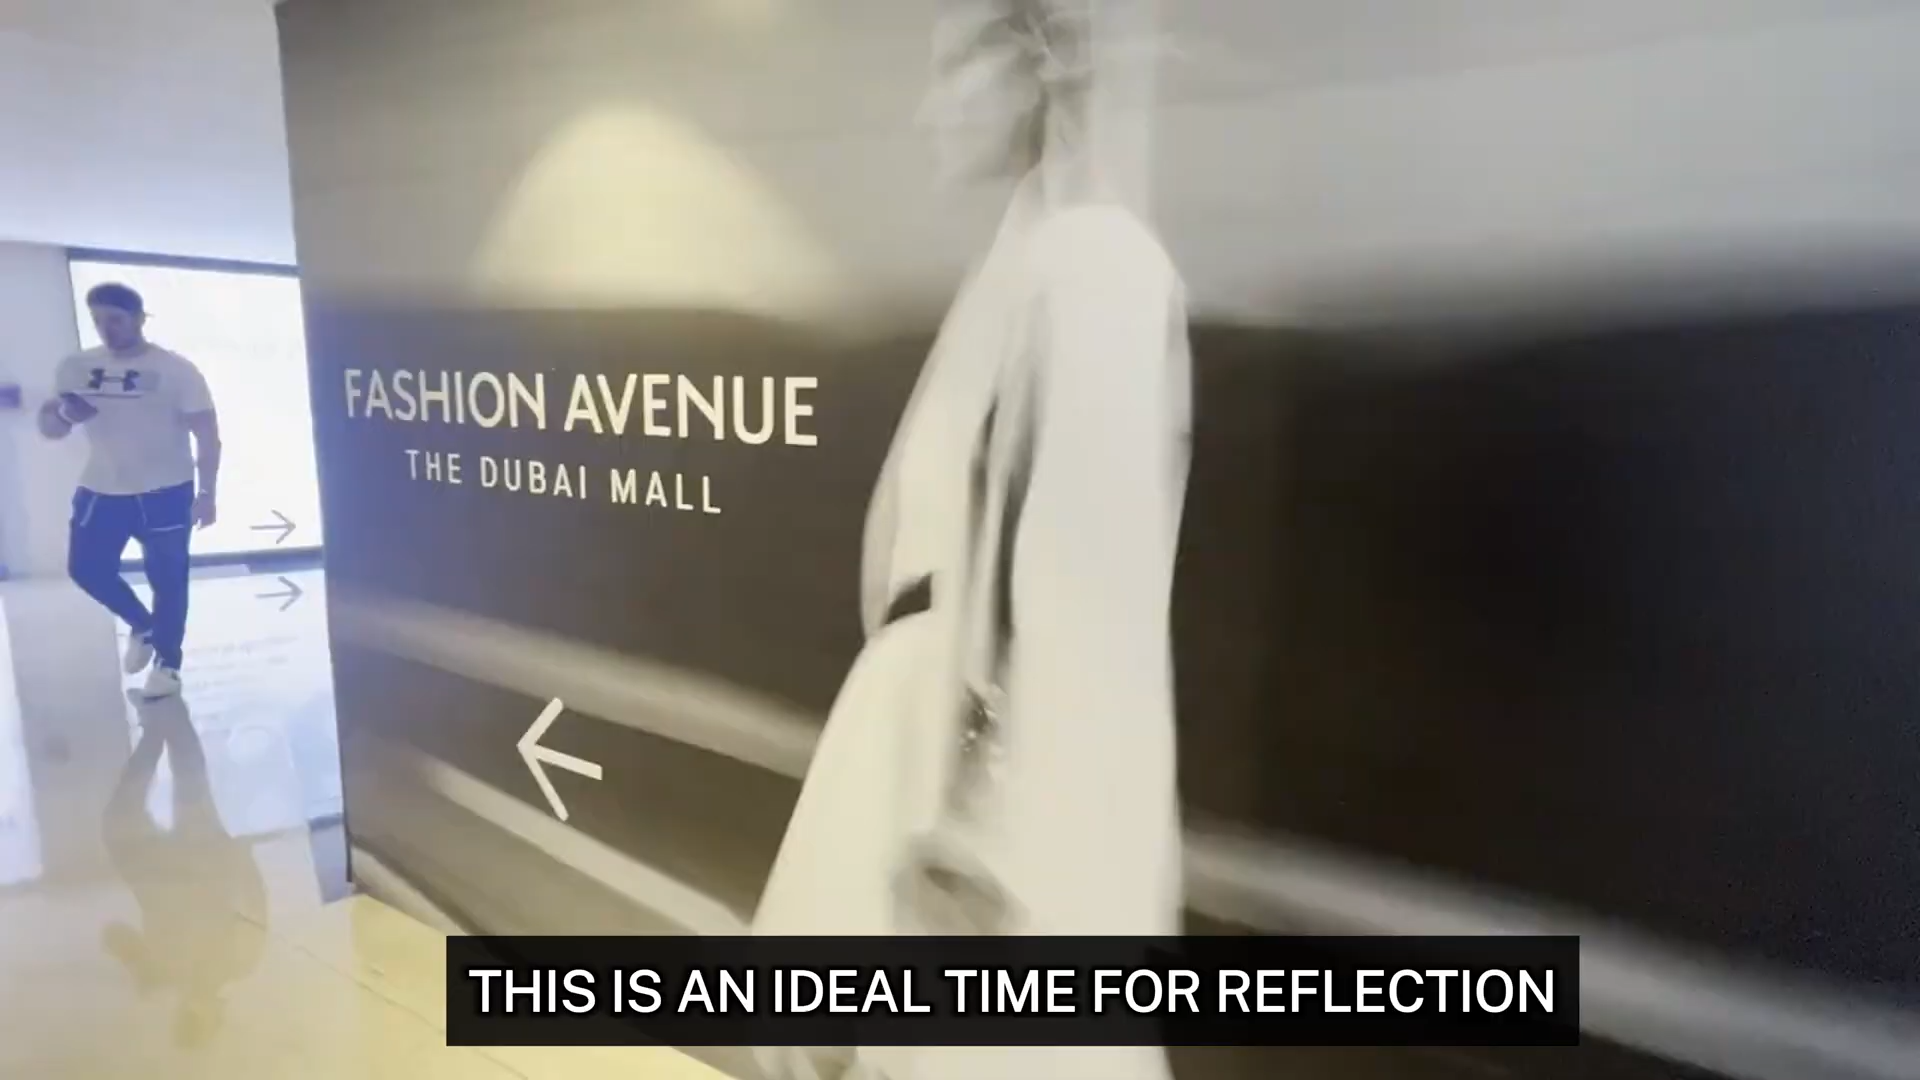 FASHION AVENUE
THE DUBAI MALL
THIS IS AN IDEAL TIME FOR REFLECTION